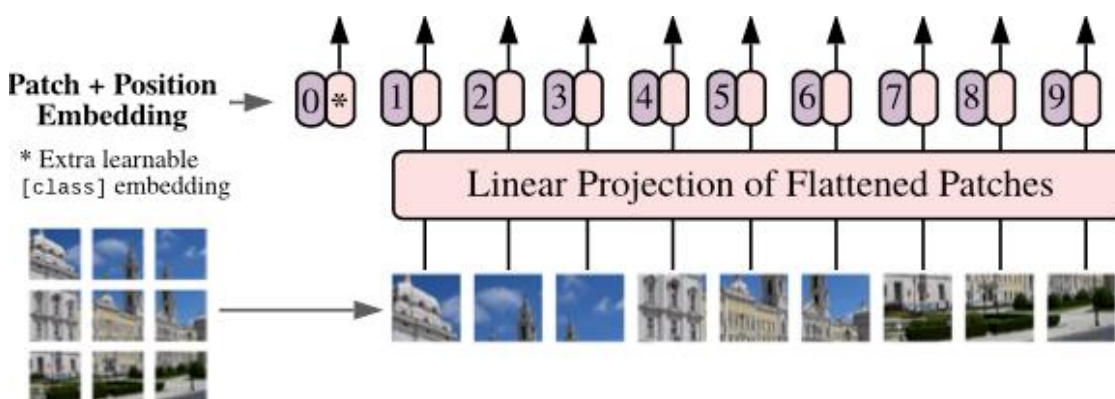 Patch + Position
Embedding
* Extra learnable
[class] embedding
0 * 1 2 3 4 5 6 7 8 9
Linear Projection of Flattened Patches